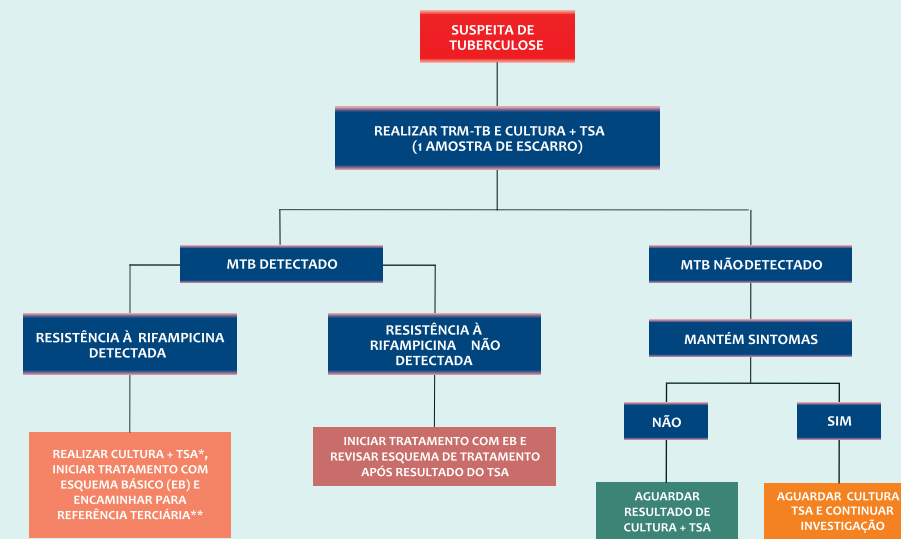 SUSPEITA DE
TUBERCULOSE
REALIZAR TRM-TB E CULTURA + TSA
(1 AMOSTRA DE ESCARRO)
MTB DETECTADO
MTB NÃO DETECTADO
RESISTÊNCIA À RIFAMPICINA
DETECTADA
RESISTÊNCIA À
RIFAMPICINA NÃO
DETECTADA
MANTÉM SINTOMAS
NÃO
SIM
REALIZAR CULTURA + TSA*,
INICIAR TRATAMENTO COM
ESQUEMA BÁSICO (EB) E
ENCAMINHAR PARA
REFERÊNCIA TERCIÁRIA**
INICIAR TRATAMENTO COM EB E
REVISAR ESQUEMA DE TRATAMENTO
APÓS RESULTADO DO TSA
AGUARDAR
RESULTADO DE
CULTURA + TSA
AGUARDAR CULTURA
TSA E CONTINUAR
INVESTIGAÇÃO